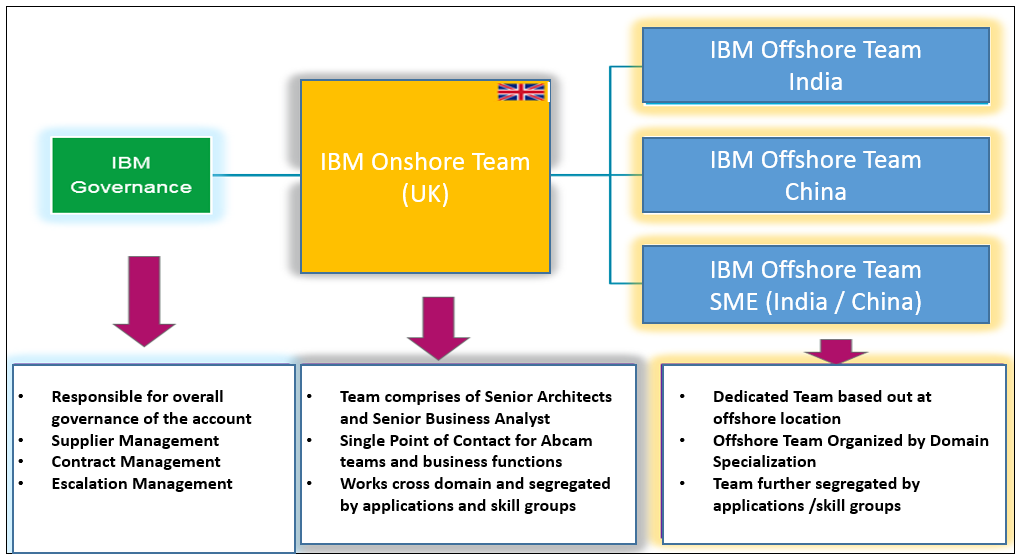 IBM
Governance
IBM Onshore Team
(UK)
IBM Offshore Team
India
IBM Offshore Team
China
IBM Offshore Team
SME (India / China)
• Responsible for overall
governance of the account
• Supplier Management
• Contract Management
• Escalation Management
• Team comprises of Senior Architects
and Senior Business Analyst
• Single Point of Contact for Abcam
teams and business functions
• Works cross domain and segregated
by applications and skill groups
• Dedicated Team based out at
offshore location
• Offshore Team Organized by Domain
Specialization
• Team further segregated by
applications /skill groups